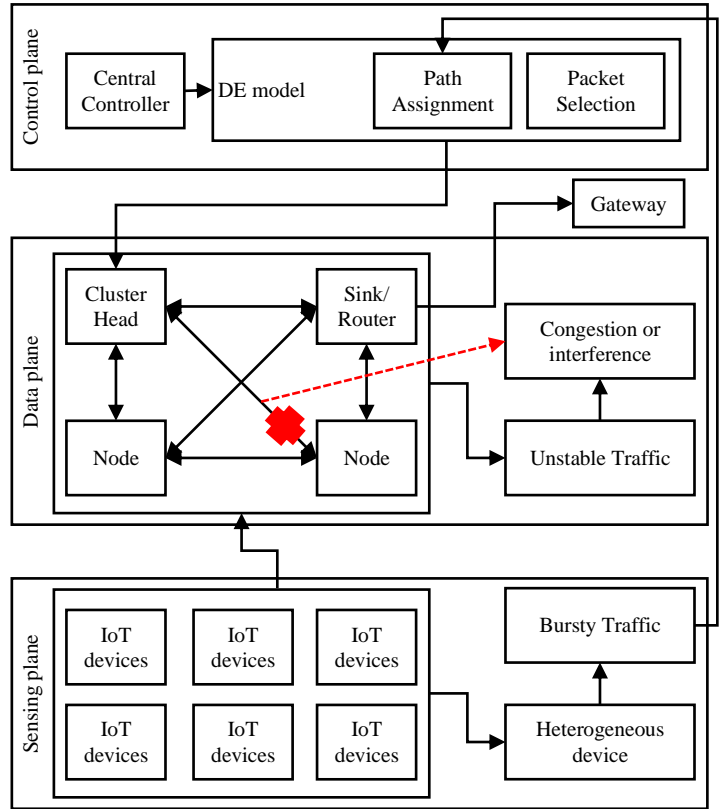 Control plane
Central
Controller
DE model
Path
Assignment
Packet
Selection
Gateway
Data plane
Cluster
Head
Sink/
Router
Congestion or
interference
Node
Node
Unstable Traffic
Sensing plane
IoT
devices
IoT
devices
IoT
devices
Bursty Traffic
IoT
devices
IoT
devices
IoT
devices
Heterogeneous
device